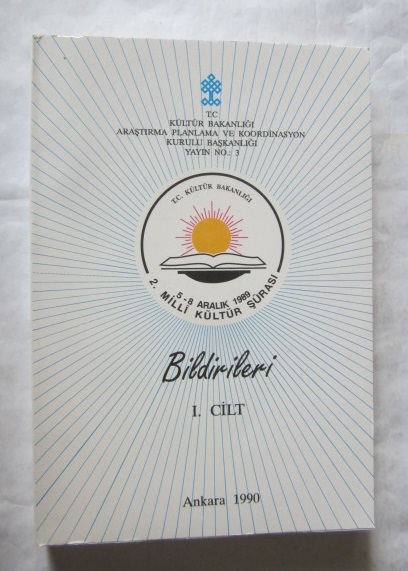 T.C
KÜLTÜR BAKANLIĞI
ARAŞTIRMA PLANLAMA VE KOORDİNASYON
KURULU BAŞKANLIĞI
YAYIN NO.: 3
T.C. KÜLTÜR BAKANLIĞI
5-8 ARALIK 1989
2. MİLLİ KÜLTÜR ŞÛRASI
Bildirileri
I. CİLT
Ankara 1990